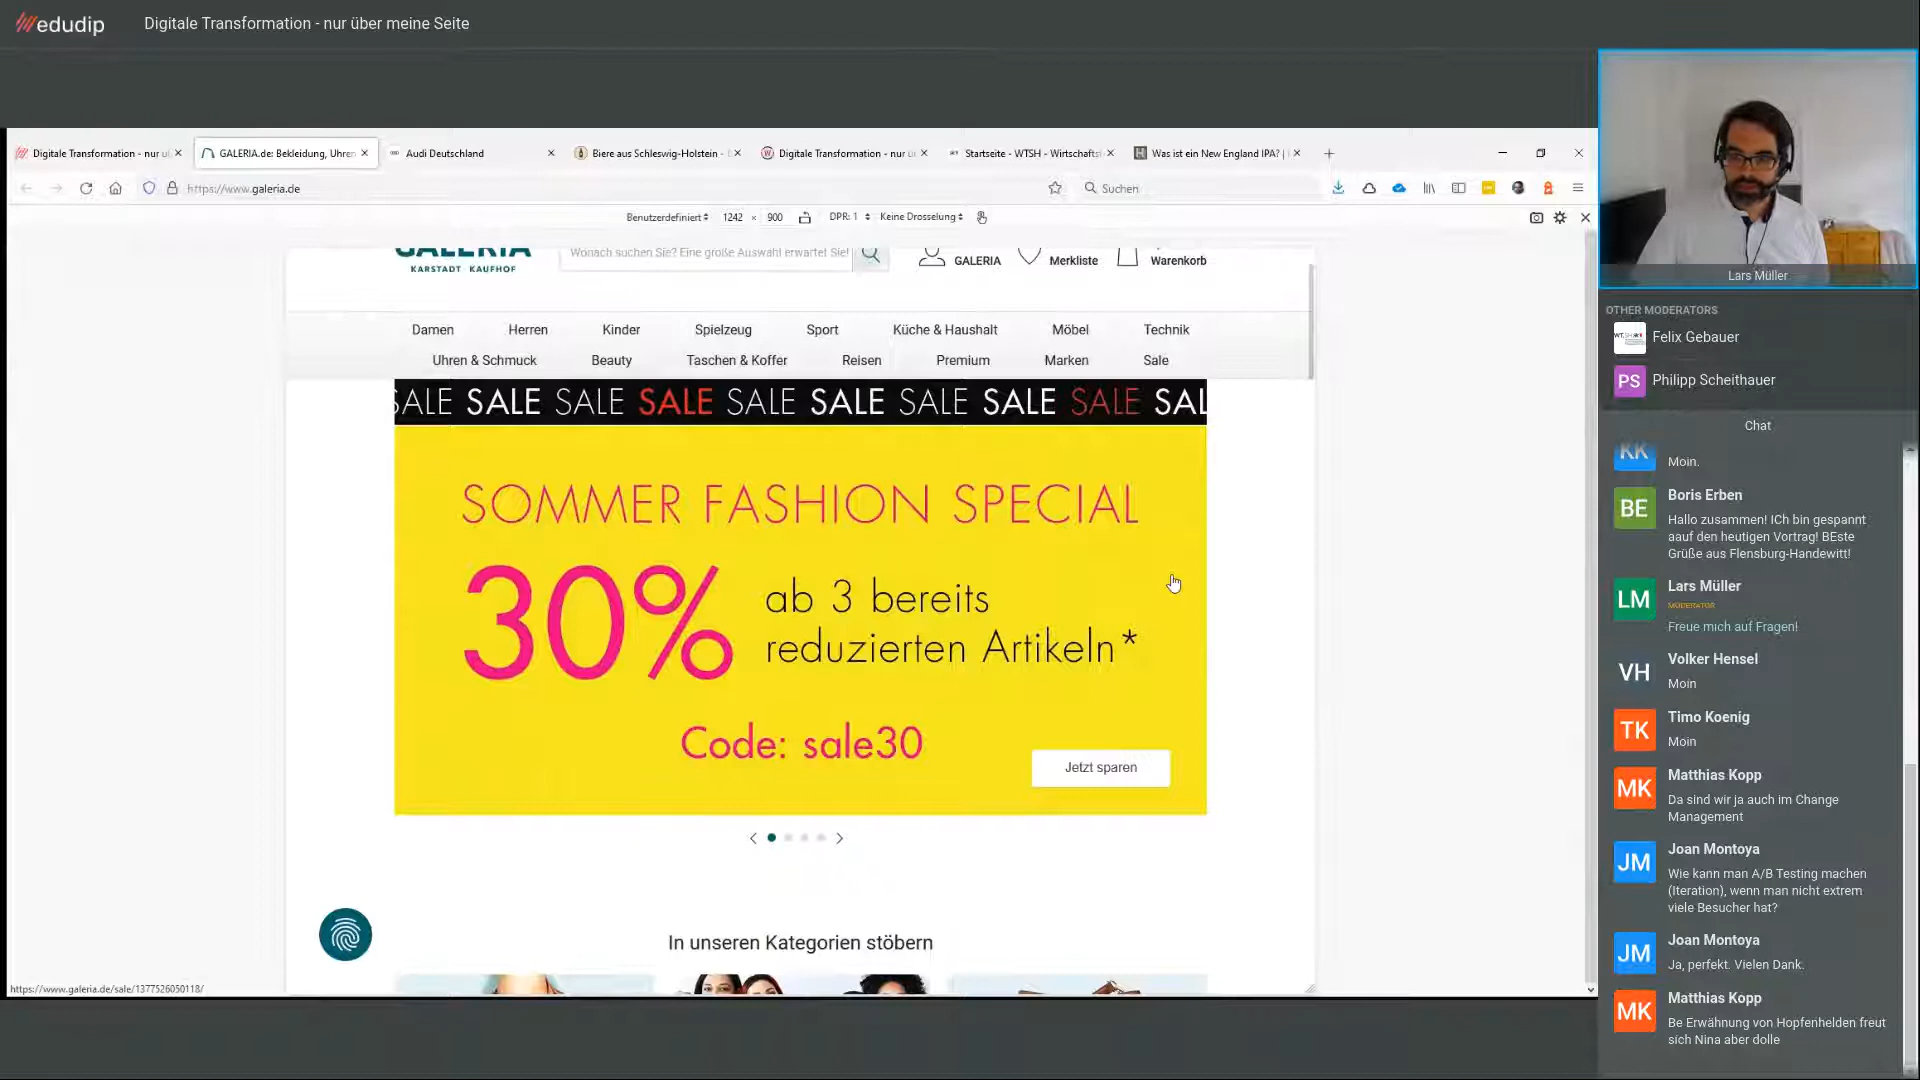 edudip
Digitale Transformation - nur über meine Seite
Digitale Transformation - nur ü
GALERIA.de: Bekleidung, Uhren
Audi Deutschland
Biere aus Schleswig-Holstein -
Digitale Transformation - nur ü
Startseite - WTSH - Wirtschafts
Was ist ein New England IPA? |
https://www.galeria.de
Suchen
Benutzerdefiniert
1242 × 900
DPR: 1
Keine Drosselung
GALERIA
KARSTADT KAUFHOF
Wonach suchen Sie? Eine große Auswahl erwartet Sie!
GALERIA
Merkliste
Warenkorb
Damen Herren Kinder Spielzeug Sport Küche & Haushalt Möbel Technik
Uhren & Schmuck Beauty Taschen & Koffer Reisen Premium Marken Sale
SALE SALE SALE SALE SALE SALE SALE SALE SALE SAL
SOMMER FASHION SPECIAL
30% ab 3 bereits
reduzierten Artikeln*
Code: sale30
Jetzt sparen
In unseren Kategorien stöbern
https://www.galeria.de/sale/1377526050118/
Lars Müller
OTHER MODERATORS
Felix Gebauer
PS
Philipp Scheithauer
Chat
KK
Moin.
BE
Boris Erben
Hallo zusammen! ICh bin gespannt
aauf den heutigen Vortrag! BEste
Grüße aus Flensburg-Handewitt!
LM
Lars Müller
MODERATOR
Freue mich auf Fragen!
VH
Volker Hensel
Moin
TK
Timo Koenig
Moin
MK
Matthias Kopp
Da sind wir ja auch im Change
Management
JM
Joan Montoya
Wie kann man A/B Testing machen
(Iteration), wenn man nicht extrem
viele Besucher hat?
JM
Joan Montoya
Ja, perfekt. Vielen Dank.
MK
Matthias Kopp
Be Erwähnung von Hopfenhelden freut
sich Nina aber dolle